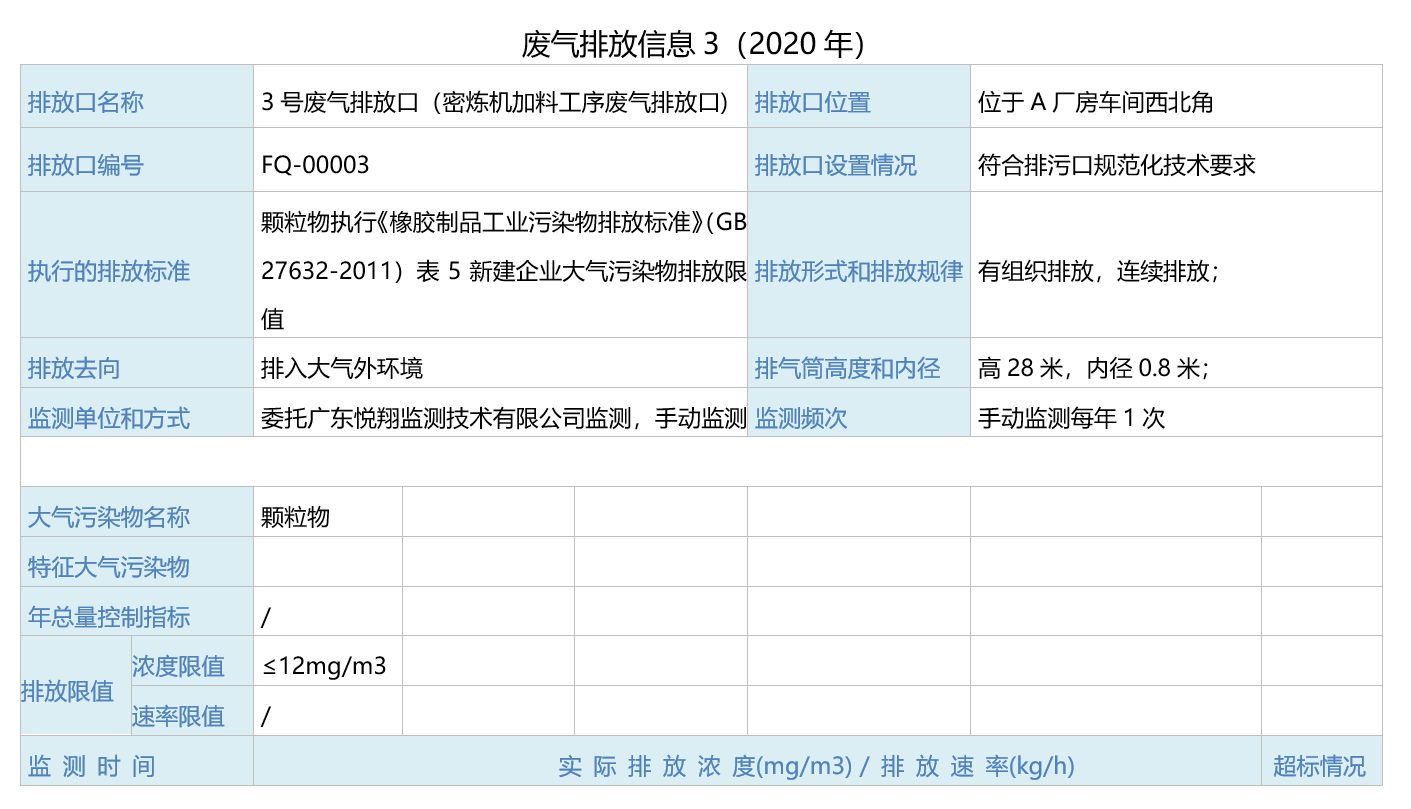 废气排放信息 3（2020 年）
排放口名称 3 号废气排放口（密炼机加料工序废气排放口） 排放口位置 位于 A 厂房车间西北角
排放口编号 FQ-00003 排放口设置情况 符合排污口规范化技术要求
执行的排放标准 颗粒物执行《橡胶制品工业污染物排放标准》（GB
27632-2011）表 5 新建企业大气污染物排放限
值
排放形式和排放规律 有组织排放，连续排放；
排放去向 排入大气外环境 排气筒高度和内径 高 28 米，内径 0.8 米；
监测单位和方式 委托广东悦翔监测技术有限公司监测，手动监测 监测频次 手动监测每年 1 次
大气污染物名称 颗粒物
特征大气污染物
年总量控制指标 /
排放限值 浓度限值 ≤12mg/m3
速率限值 /
监 测 时 间 实 际 排 放 浓 度(mg/m3) / 排 放 速 率(kg/h) 超标情况